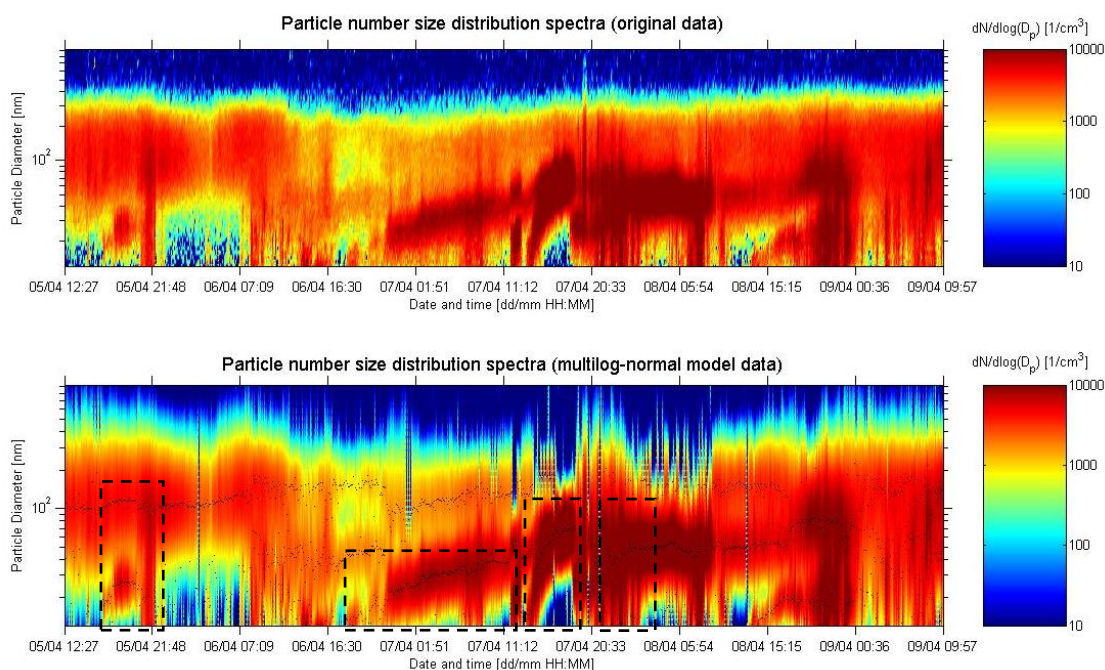 Particle number size distribution spectra (original data)
dN/dlog(Dp) [1/cm3]
10000
1000
100
10
Particle Diameter [nm]
10^2
05/04 12:27 05/04 21:48 06/04 07:09 06/04 16:30 07/04 01:51 07/04 11:12 07/04 20:33 08/04 05:54 08/04 15:15 09/04 00:36 09/04 09:57
Date and time [dd/mm HH:MM]
Particle number size distribution spectra (multilog-normal model data)
dN/dlog(Dp) [1/cm3]
10000
1000
100
10
Particle Diameter [nm]
10^2
05/04 12:27 05/04 21:48 06/04 07:09 06/04 16:30 07/04 01:51 07/04 11:12 07/04 20:33 08/04 05:54 08/04 15:15 09/04 00:36 09/04 09:57
Date and time [dd/mm HH:MM]